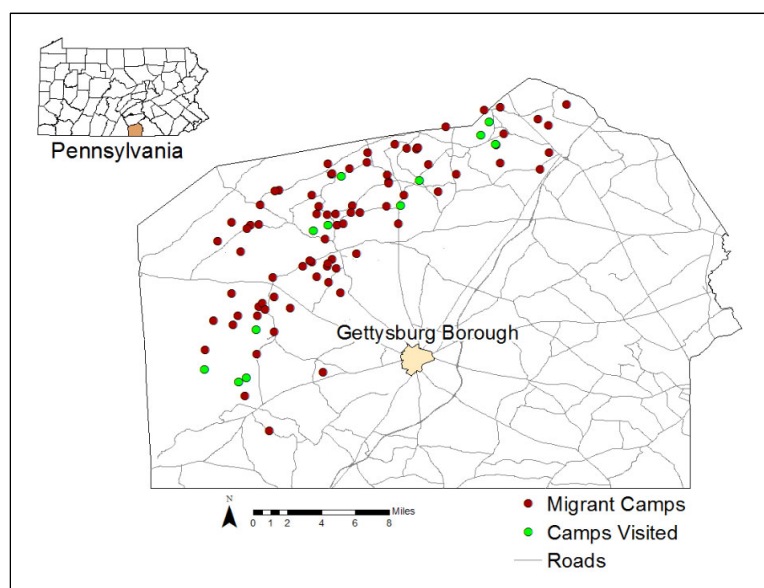 Pennsylvania
Gettysburg Borough
N
0 1 2 4 6 8 Miles
Migrant Camps
Camps Visited
Roads